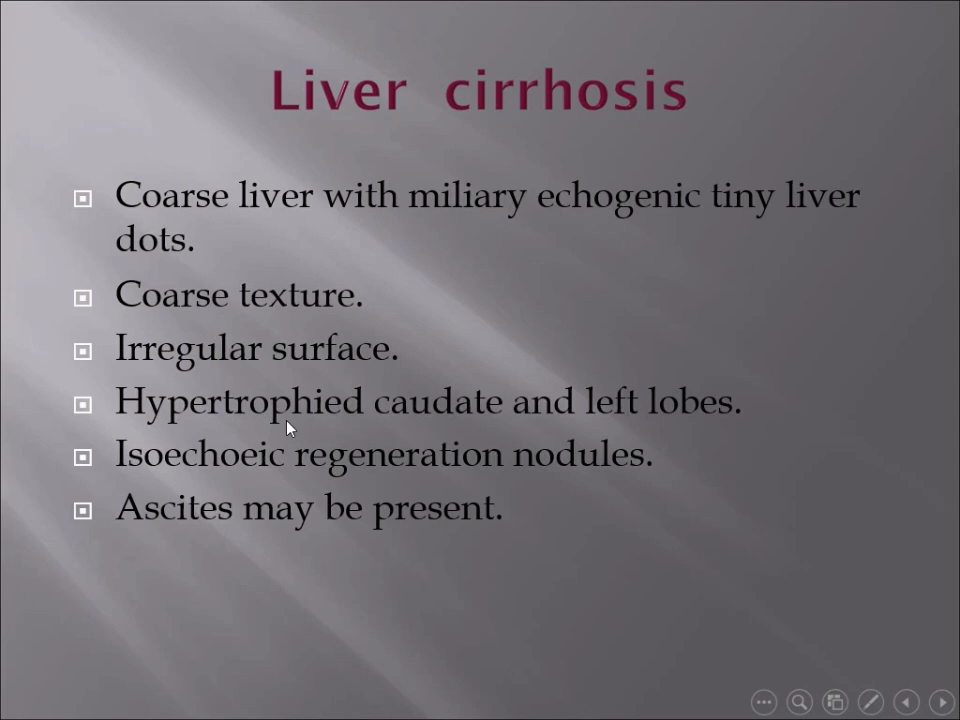 Liver cirrhosis
Coarse liver with miliary echogenic tiny liver
dots.
Coarse texture.
Irregular surface.
Hypertrophied caudate and left lobes.
Isoechoeic regeneration nodules.
Ascites may be present.